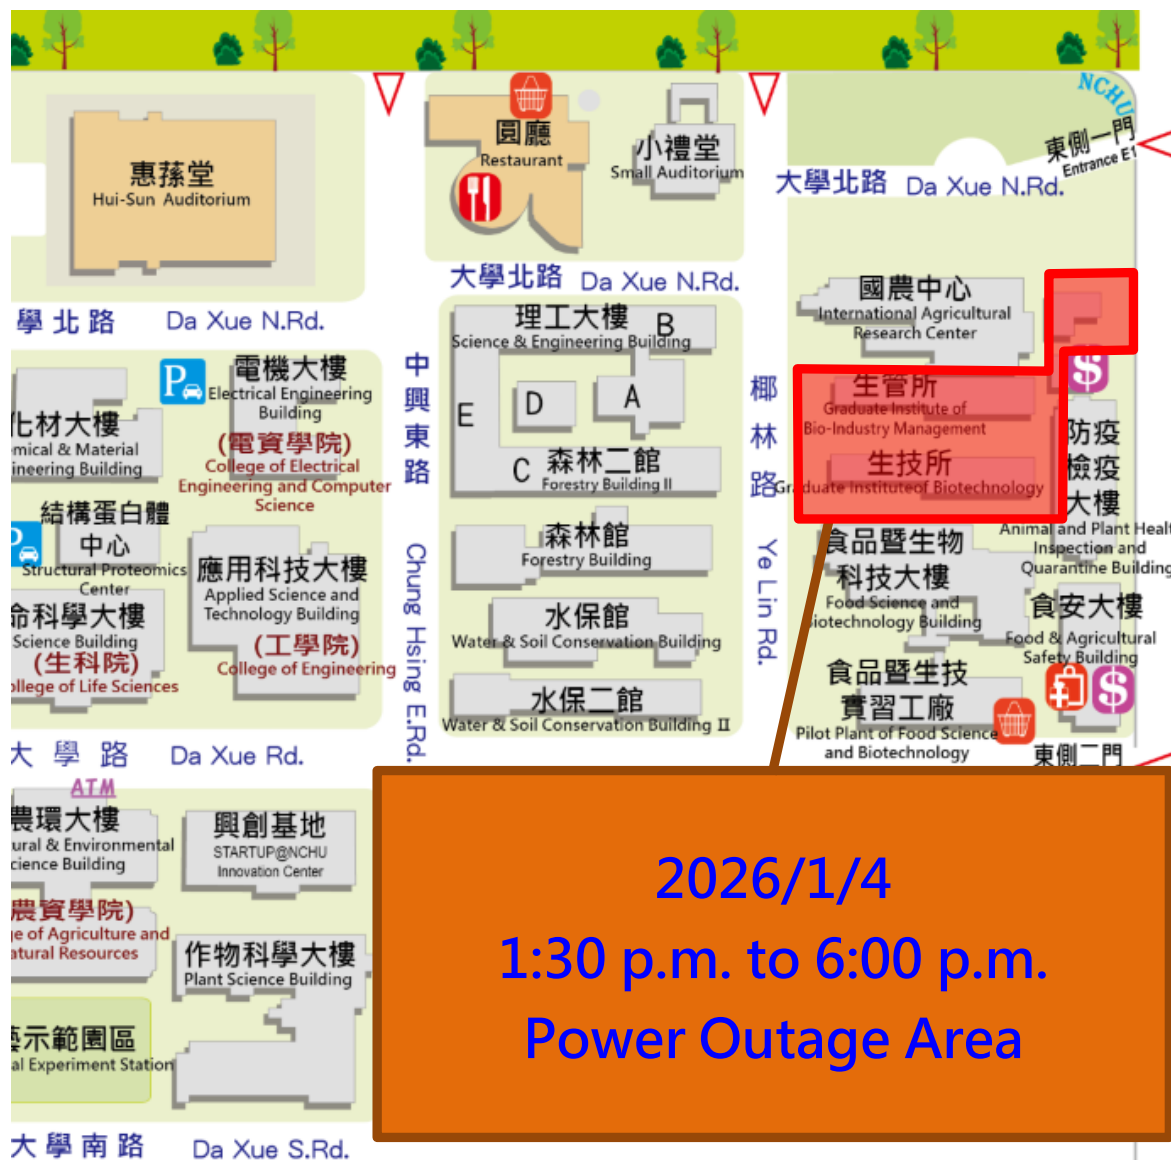 NCHU
東側一門
Entrance E1
惠蓀堂
Hui-Sun Auditorium
圓廳
Restaurant
小禮堂
Small Auditorium
大學北路 Da Xue N.Rd.
大學北路 Da Xue N.Rd.
學北路 Da Xue N.Rd.
國農中心
International Agricultural
Research Center
理工大樓
B
Science & Engineering Building
A
D
E
C
森林二館
Forestry Building II
中興東路
Chung Hsing E.Rd.
椰林路
Ye Lin Rd.
P
電機大樓
Electrical Engineering
Building
(電資學院)
College of Electrical
Engineering and Computer
Science
化材大樓
emical & Material
ineering Building
生管所
Graduate Institute of
Bio-Industry Management
生技所
Graduate Instituteof Biotechnology
$
防疫
檢疫
大樓
Animal and Plant Healt
Inspection and
Quarantine Building
結構蛋白體
中心
Structural Proteomics
Center
P
應用科技大樓
Applied Science and
Technology Building
(工學院)
College of Engineering
森林館
Forestry Building
食品暨生物
科技大樓
Food Science and
iotechnology Building
命科學大樓
Science Building
(生科院)
ollege of Life Sciences
水保館
Water & Soil Conservation Building
水保二館
Water & Soil Conservation Building II
食安大樓
Food & Agricultural
Safety Building
$
食品暨生技
實習工廠
Pilot Plant of Food Science
and Biotechnology
東側二門
大學路 Da Xue Rd.
ATM
農環大樓
ural & Environmental
cience Building
興創基地
STARTUP@NCHU
Innovation Center
農資學院)
ge of Agriculture and
atural Resources
作物科學大樓
Plant Science Building
藝示範園區
al Experiment Station
大學南路 Da Xue S.Rd.
2026/1/4
1:30 p.m. to 6:00 p.m.
Power Outage Area